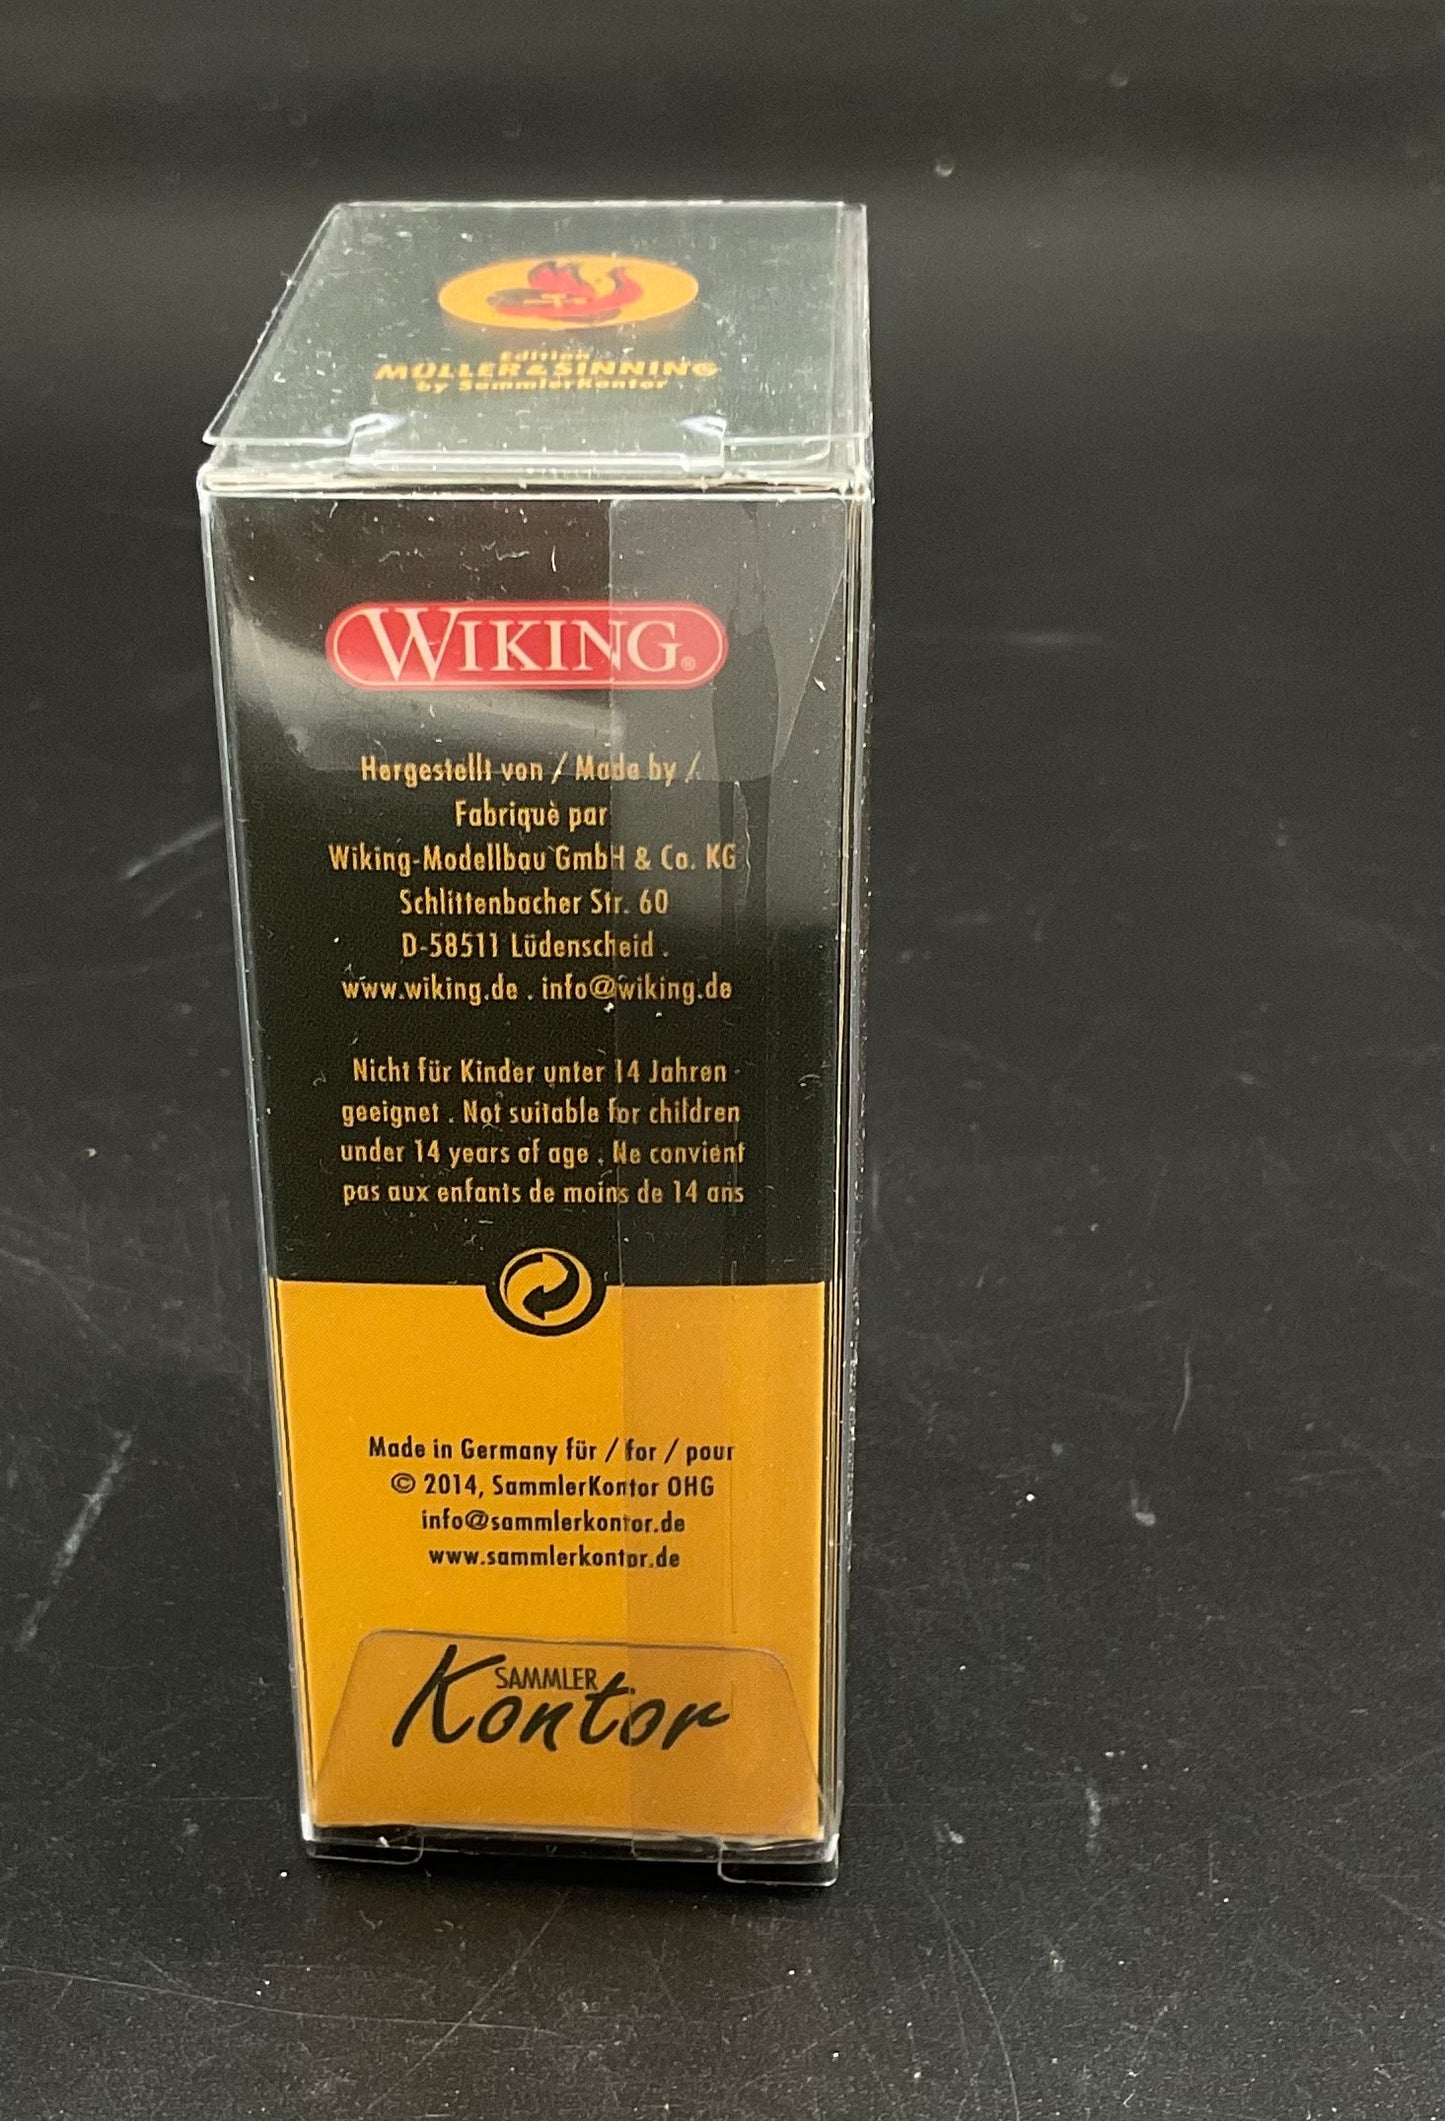 Edition
MÜLLER & SINNING
by SammlerKontor
WIKING®
Hergestellt von / Made by /
Fabriquè par
Wiking-Modellbau GmbH & Co. KG
Schlittenbacher Str. 60
D-58511 Lüdenscheid .
www.wiking.de . info@wiking.de
Nicht für Kinder unter 14 Jahren
geeignet . Not suitable for children
under 14 years of age . Ne convient
pas aux enfants de moins de 14 ans
Made in Germany für / for / pour
© 2014, SammlerKontor OHG
info@sammlerkontor.de
www.sammlerkontor.de
SAMMLER
Kontor